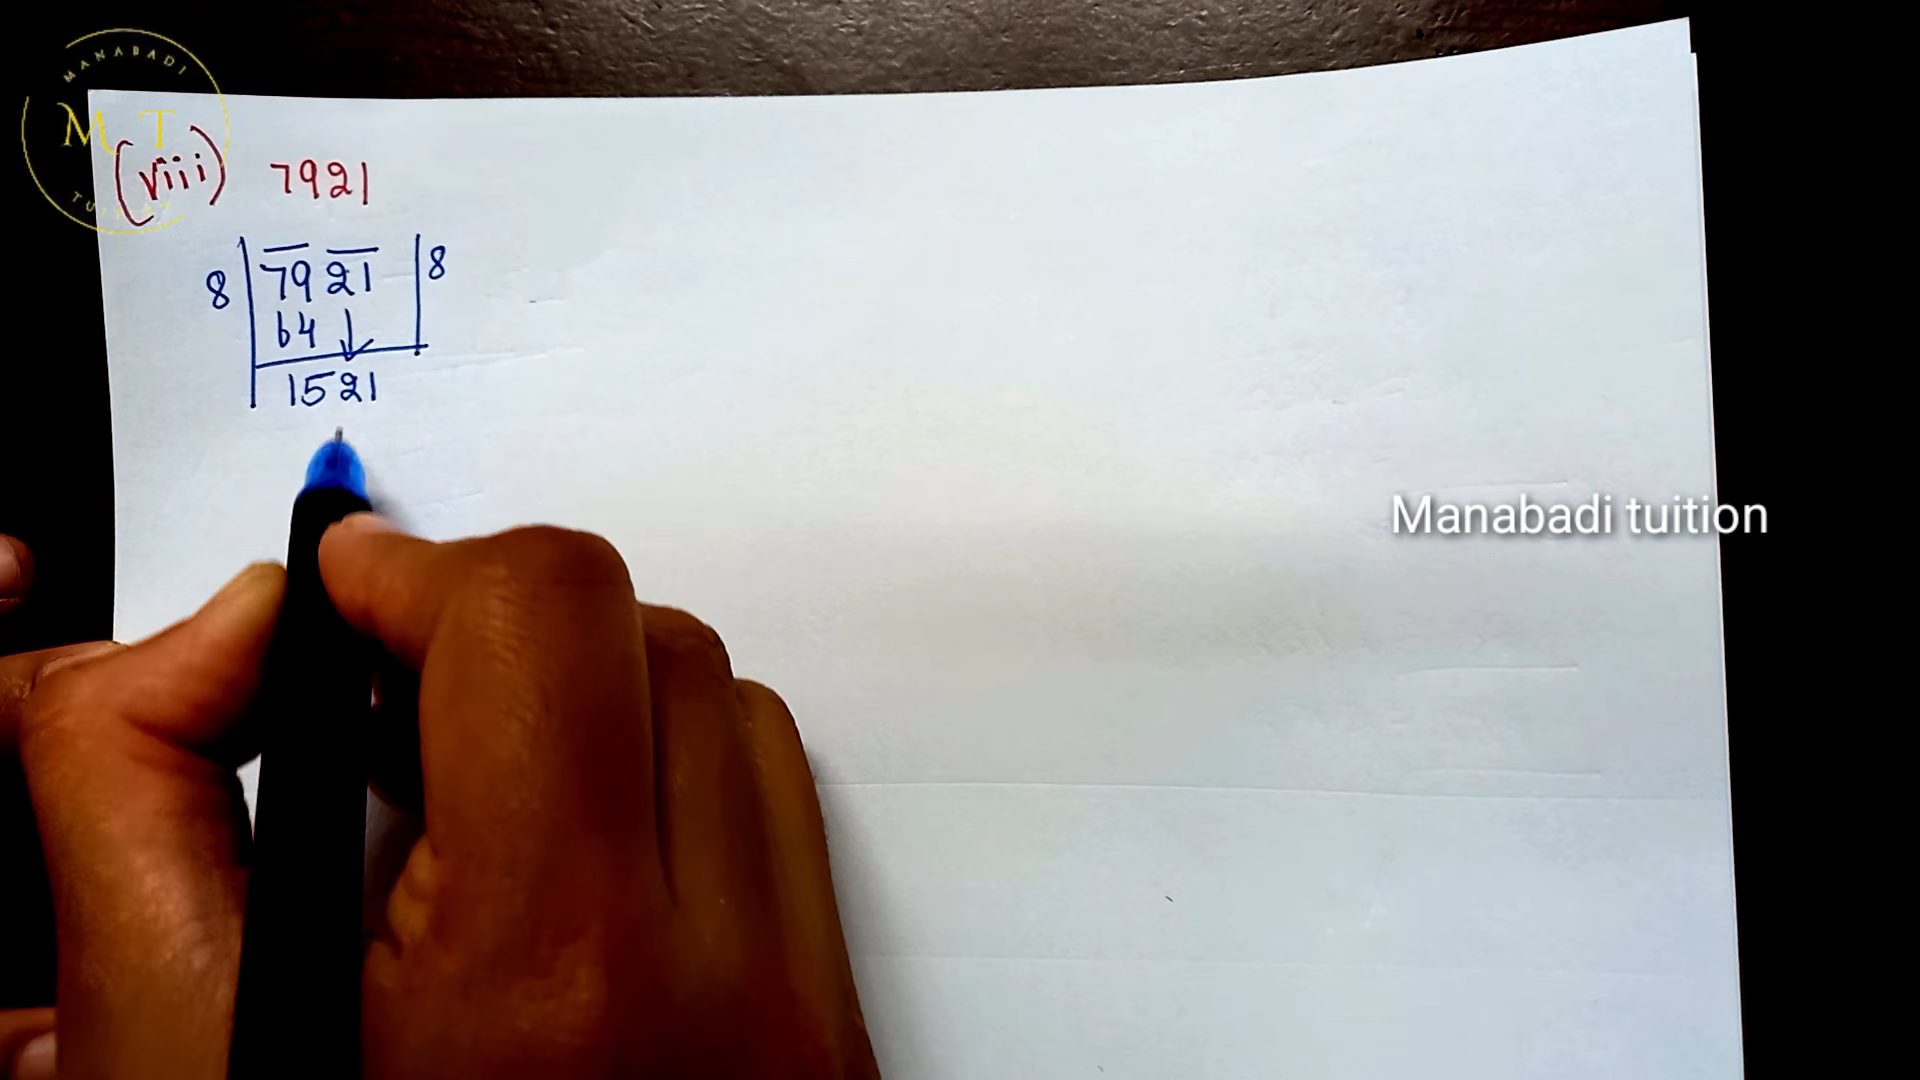 MANABADI
M T
(viii) 7921
8 | 79 21 | 8
64 ↓
1521
Manabadi tuition